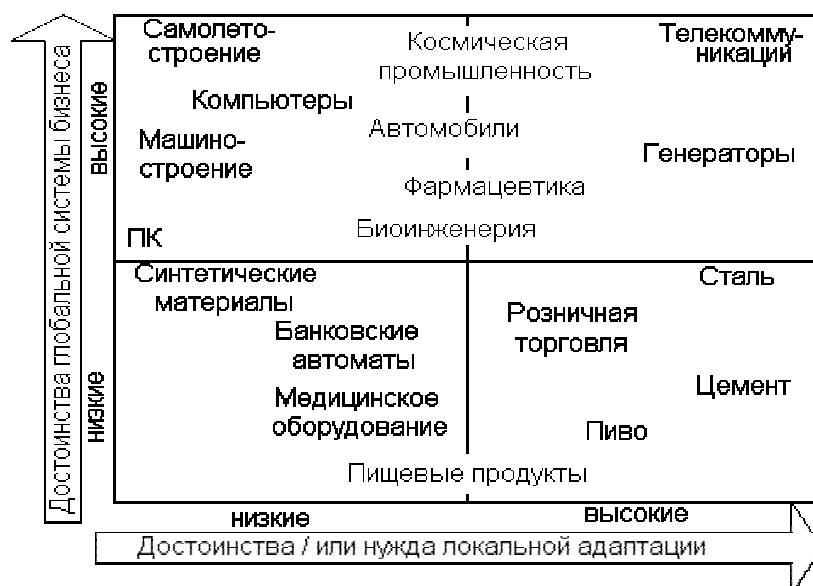 Достоинства глобальной системы бизнеса
высокие
низкие
Самолето-
строение
Космическая
промышленность
Телекомму-
никаций
Компьютеры
Автомобили
Машино-
строение
Генераторы
Фармацевтика
ПК
Биоинженерия
Синтетические
материалы
Сталь
Розничная
торговля
Банковские
автоматы
Цемент
Медицинское
оборудование
Пиво
Пищевые продукты
низкие
высокие
Достоинства / или нужда локальной адаптации